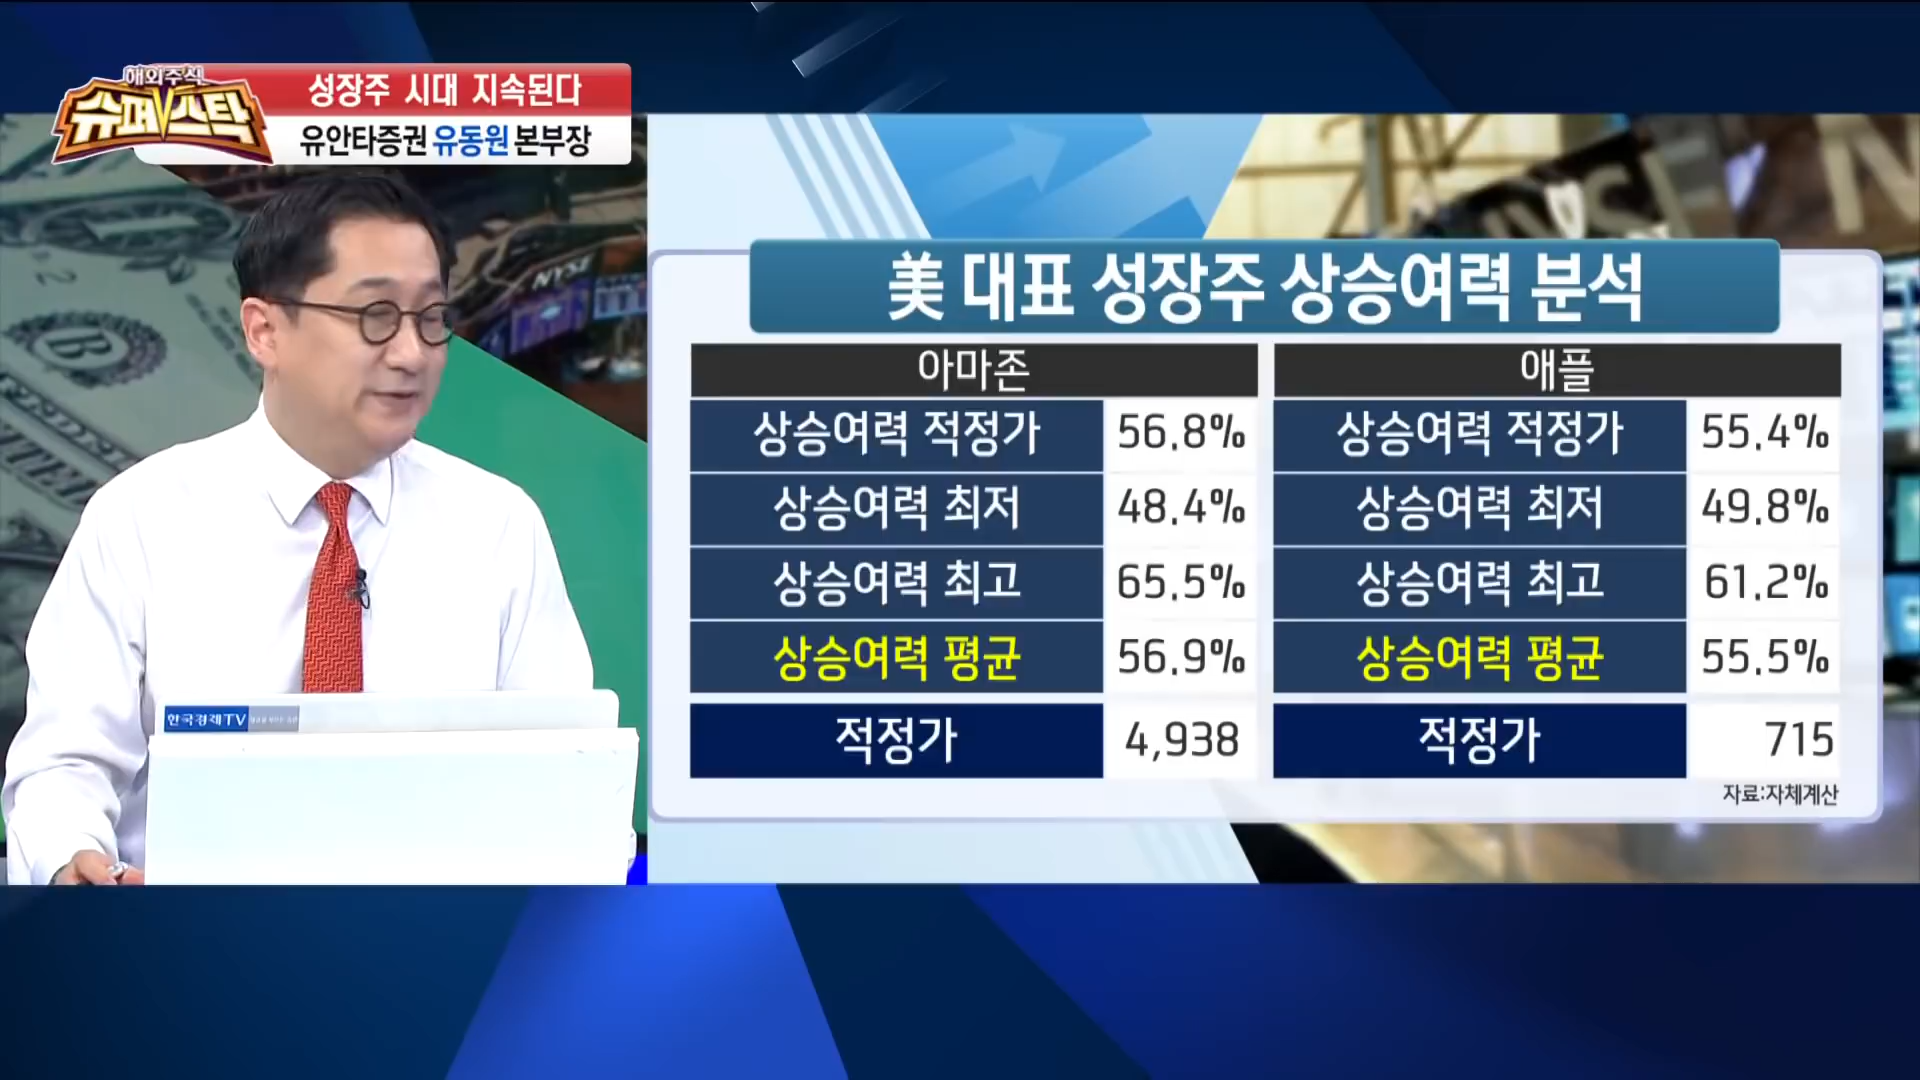 해외주식
슈퍼V스탁
성장주 시대 지속된다
유안타증권 유동원 본부장
NYSE
NYSE
美 대표 성장주 상승여력 분석
아마존
상승여력 적정가 56.8%
상승여력 최저 48.4%
상승여력 최고 65.5%
상승여력 평균 56.9%
적정가 4,938
애플
상승여력 적정가 55.4%
상승여력 최저 49.8%
상승여력 최고 61.2%
상승여력 평균 55.5%
적정가 715
자료:자체계산
한국경제TV